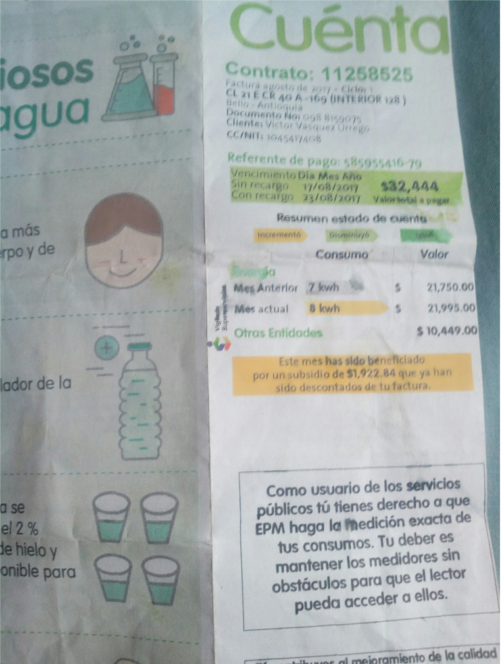 iosos
agua
a más
rpo y de
lador de la
a se
el 2 %
de hielo y
onible para
Cuénta
Contrato: 11258525
Factura agosto de 2017 - Ciclo:
CL 21 E CR 40 A -169 (INTERIOR 128 )
Bello - Antioquia
Documento No:
Cliente: Victor Vasquez Urrego
CC/NIT:
Referente de pago: 585955416-79
Vencimiento Dia Mes Año
Sin recargo 17/08/2017 $32,444
Con recargo 23/08/2017 Valor total a pagar
Resumen estado de cuenta
Incrementó Disminuyó Igual
Consumo Valor
Energía
Mes Anterior 7 kwh $ 21,750.00
Mes actual 8 kwh $ 21,995.00
Otras Entidades $ 10,449.00
Este mes has sido beneficiado
por un subsidio de $1,922.84 que ya han
sido descontados de tu factura.
Como usuario de los servicios
públicos tú tienes derecho a que
EPM haga la medición exacta de
tus consumos. Tu deber es
mantener los medidores sin
obstáculos para que el lector
pueda acceder a ellos.
al mejoramiento de la calidad